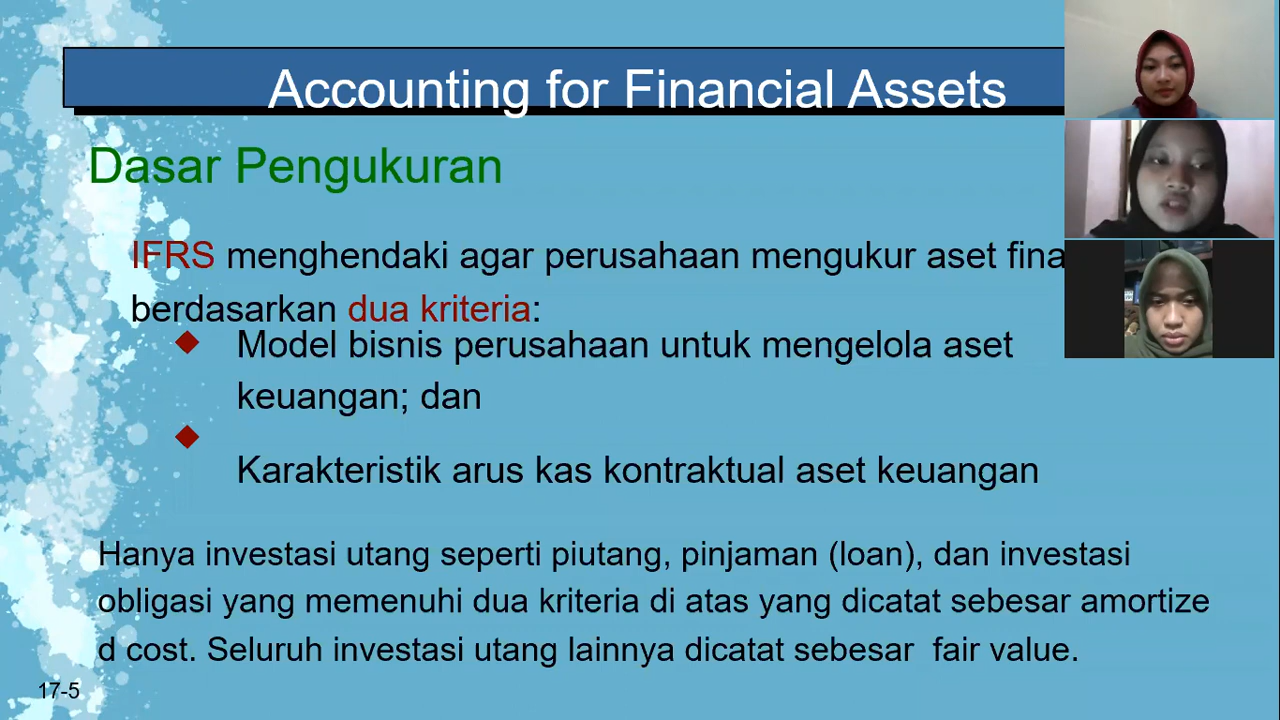 Accounting for Financial Assets
Dasar Pengukuran
IFRS menghendaki agar perusahaan mengukur aset fina
berdasarkan dua kriteria:
Model bisnis perusahaan untuk mengelola aset
keuangan; dan
Karakteristik arus kas kontraktual aset keuangan
Hanya investasi utang seperti piutang, pinjaman (loan), dan investasi
obligasi yang memenuhi dua kriteria di atas yang dicatat sebesar amortize
d cost. Seluruh investasi utang lainnya dicatat sebesar fair value.
17-5